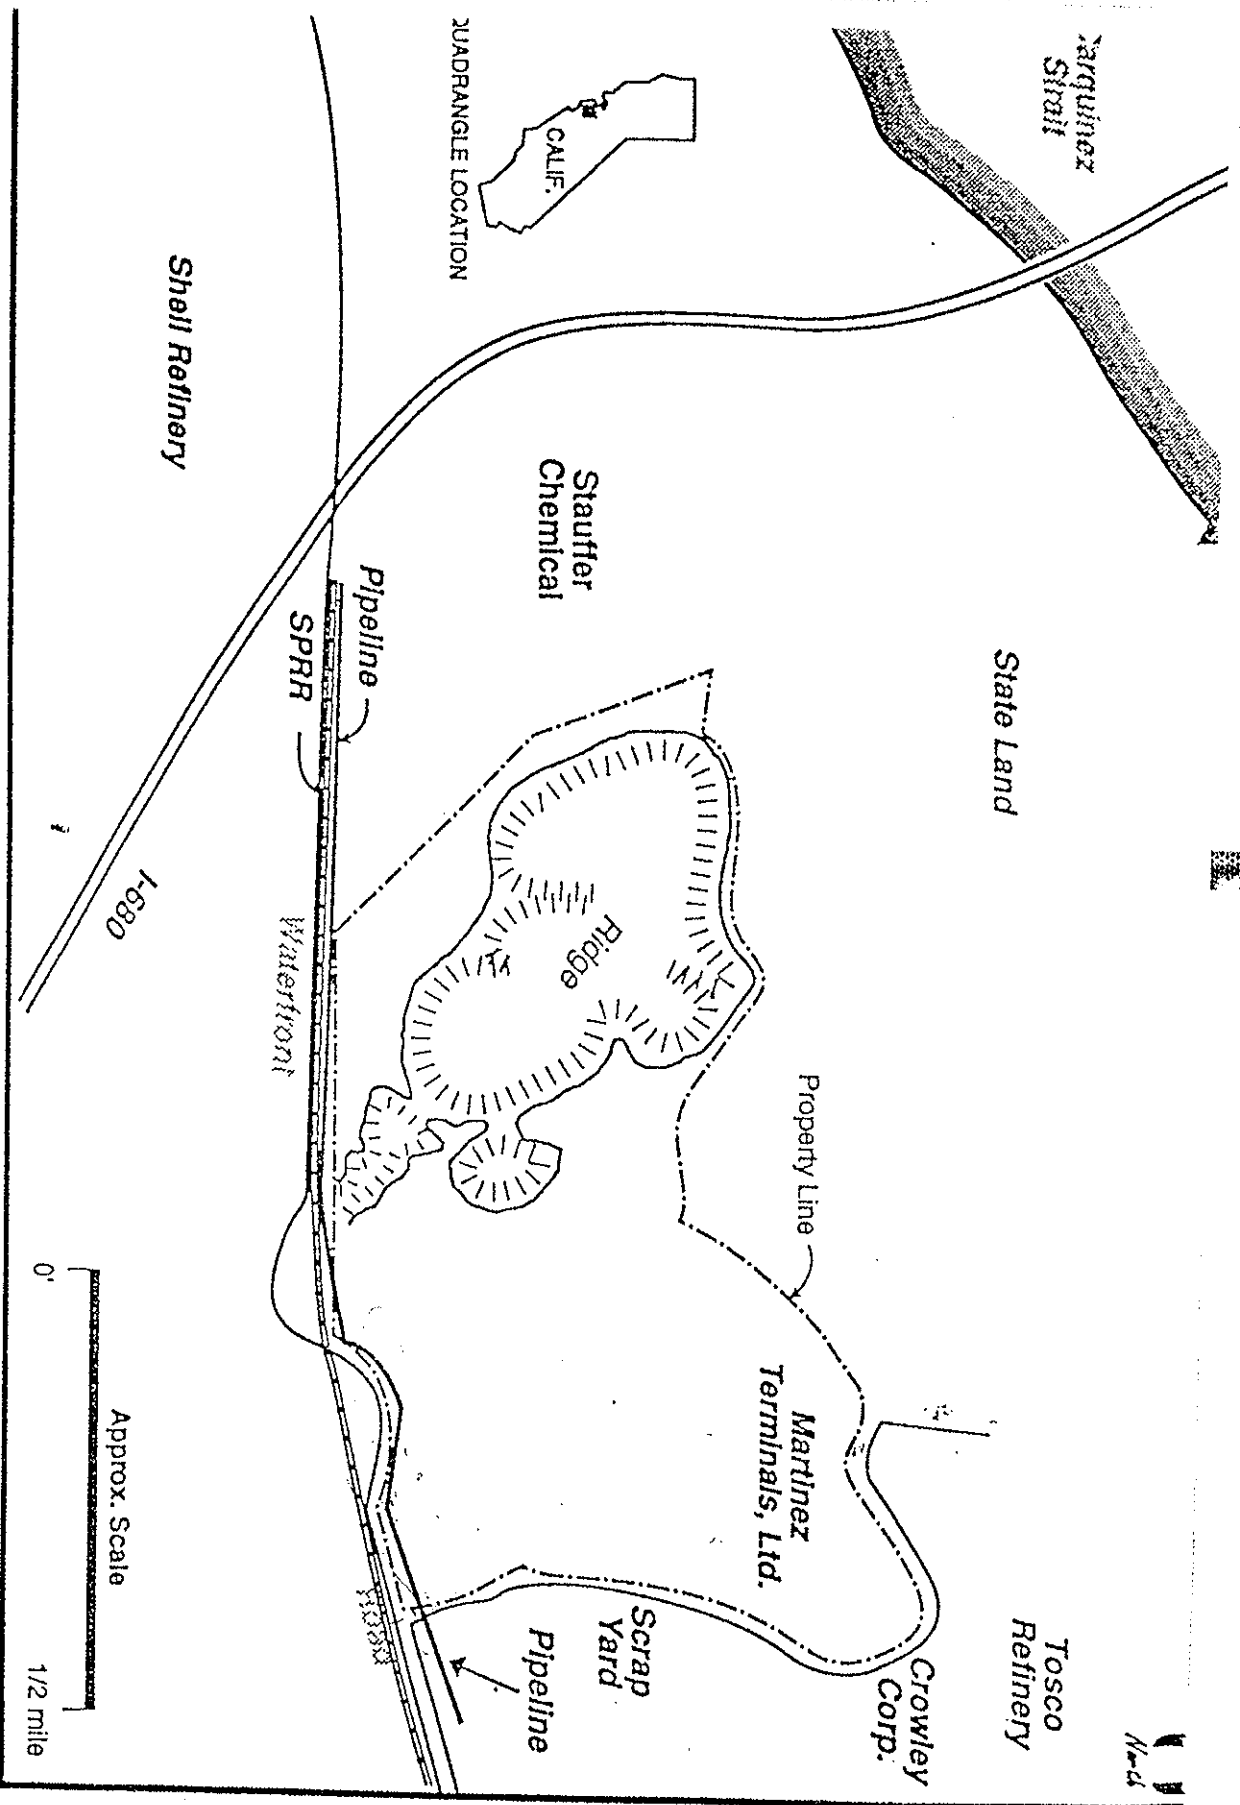 Carquinez
Strait
QUADRANGLE LOCATION
CALIF.
State Land
Tosco
Refinery
North
Stauffer
Chemical
Property Line
Martinez
Terminals, Ltd.
Crowley
Corp.
Ridge
Scrap
Yard
Pipeline
Pipeline
SPRR
Waterfront
Road
Shell Refinery
I-680
0'
Approx. Scale
1/2 mile